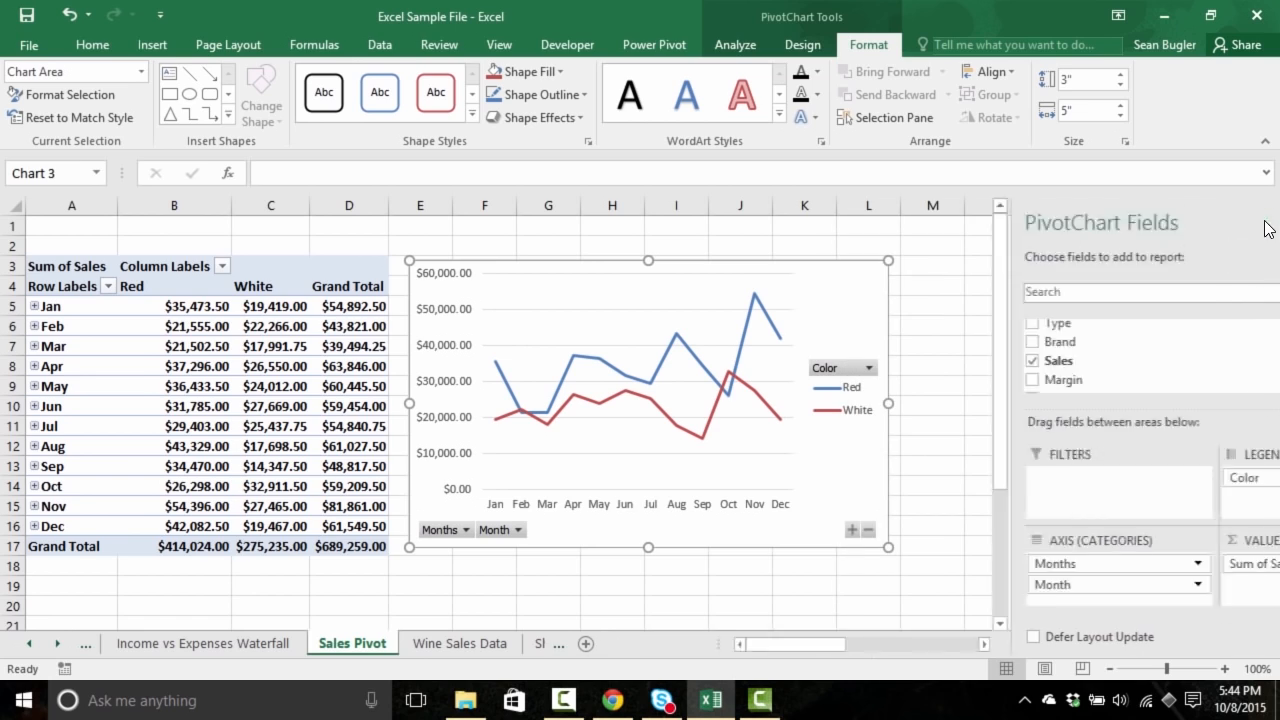 Excel Sample File - Excel
PivotChart Tools
File Home Insert Page Layout Formulas Data Review View Developer Power Pivot Analyze Design Format Tell me what you want to do... Sean Bugler Share
Chart Area
Format Selection
Reset to Match Style
Current Selection
Change
Shape
Insert Shapes
Abc Abc Abc
Shape Fill
Shape Outline
Shape Effects
Shape Styles
A A A
WordArt Styles
Bring Forward
Send Backward
Selection Pane
Align
Group
Rotate
Arrange
3"
5"
Size
Chart 3
fx
A B C D E F G H I J K L M
1
2
3 Sum of Sales Column Labels
4 Row Labels Red White Grand Total
5 Jan $35,473.50 $19,419.00 $54,892.50
6 Feb $21,555.00 $22,266.00 $43,821.00
7 Mar $21,502.50 $17,991.75 $39,494.25
8 Apr $37,296.00 $26,550.00 $63,846.00
9 May $36,433.50 $24,012.00 $60,445.50
10 Jun $31,785.00 $27,669.00 $59,454.00
11 Jul $29,403.00 $25,437.75 $54,840.75
12 Aug $43,329.00 $17,698.50 $61,027.50
13 Sep $34,470.00 $14,347.50 $48,817.50
14 Oct $26,298.00 $32,911.50 $59,209.50
15 Nov $54,396.00 $27,465.00 $81,861.00
16 Dec $42,082.50 $19,467.00 $61,549.50
17 Grand Total $414,024.00 $275,235.00 $689,259.00
18
19
20
21
$60,000.00
$50,000.00
$40,000.00
$30,000.00
$20,000.00
$10,000.00
$0.00
Jan Feb Mar Apr May Jun Jul Aug Sep Oct Nov Dec
Color
Red
White
Months Month
PivotChart Fields
Choose fields to add to report:
Search
Type
Brand
Sales
Margin
Drag fields between areas below:
FILTERS
LEGEN
Color
AXIS (CATEGORIES)
Months
Month
Σ VALUE
Sum of Sa
Defer Layout Update
... Income vs Expenses Waterfall Sales Pivot Wine Sales Data Sl ...
Ready
100%
Ask me anything
5:44 PM
10/8/2015